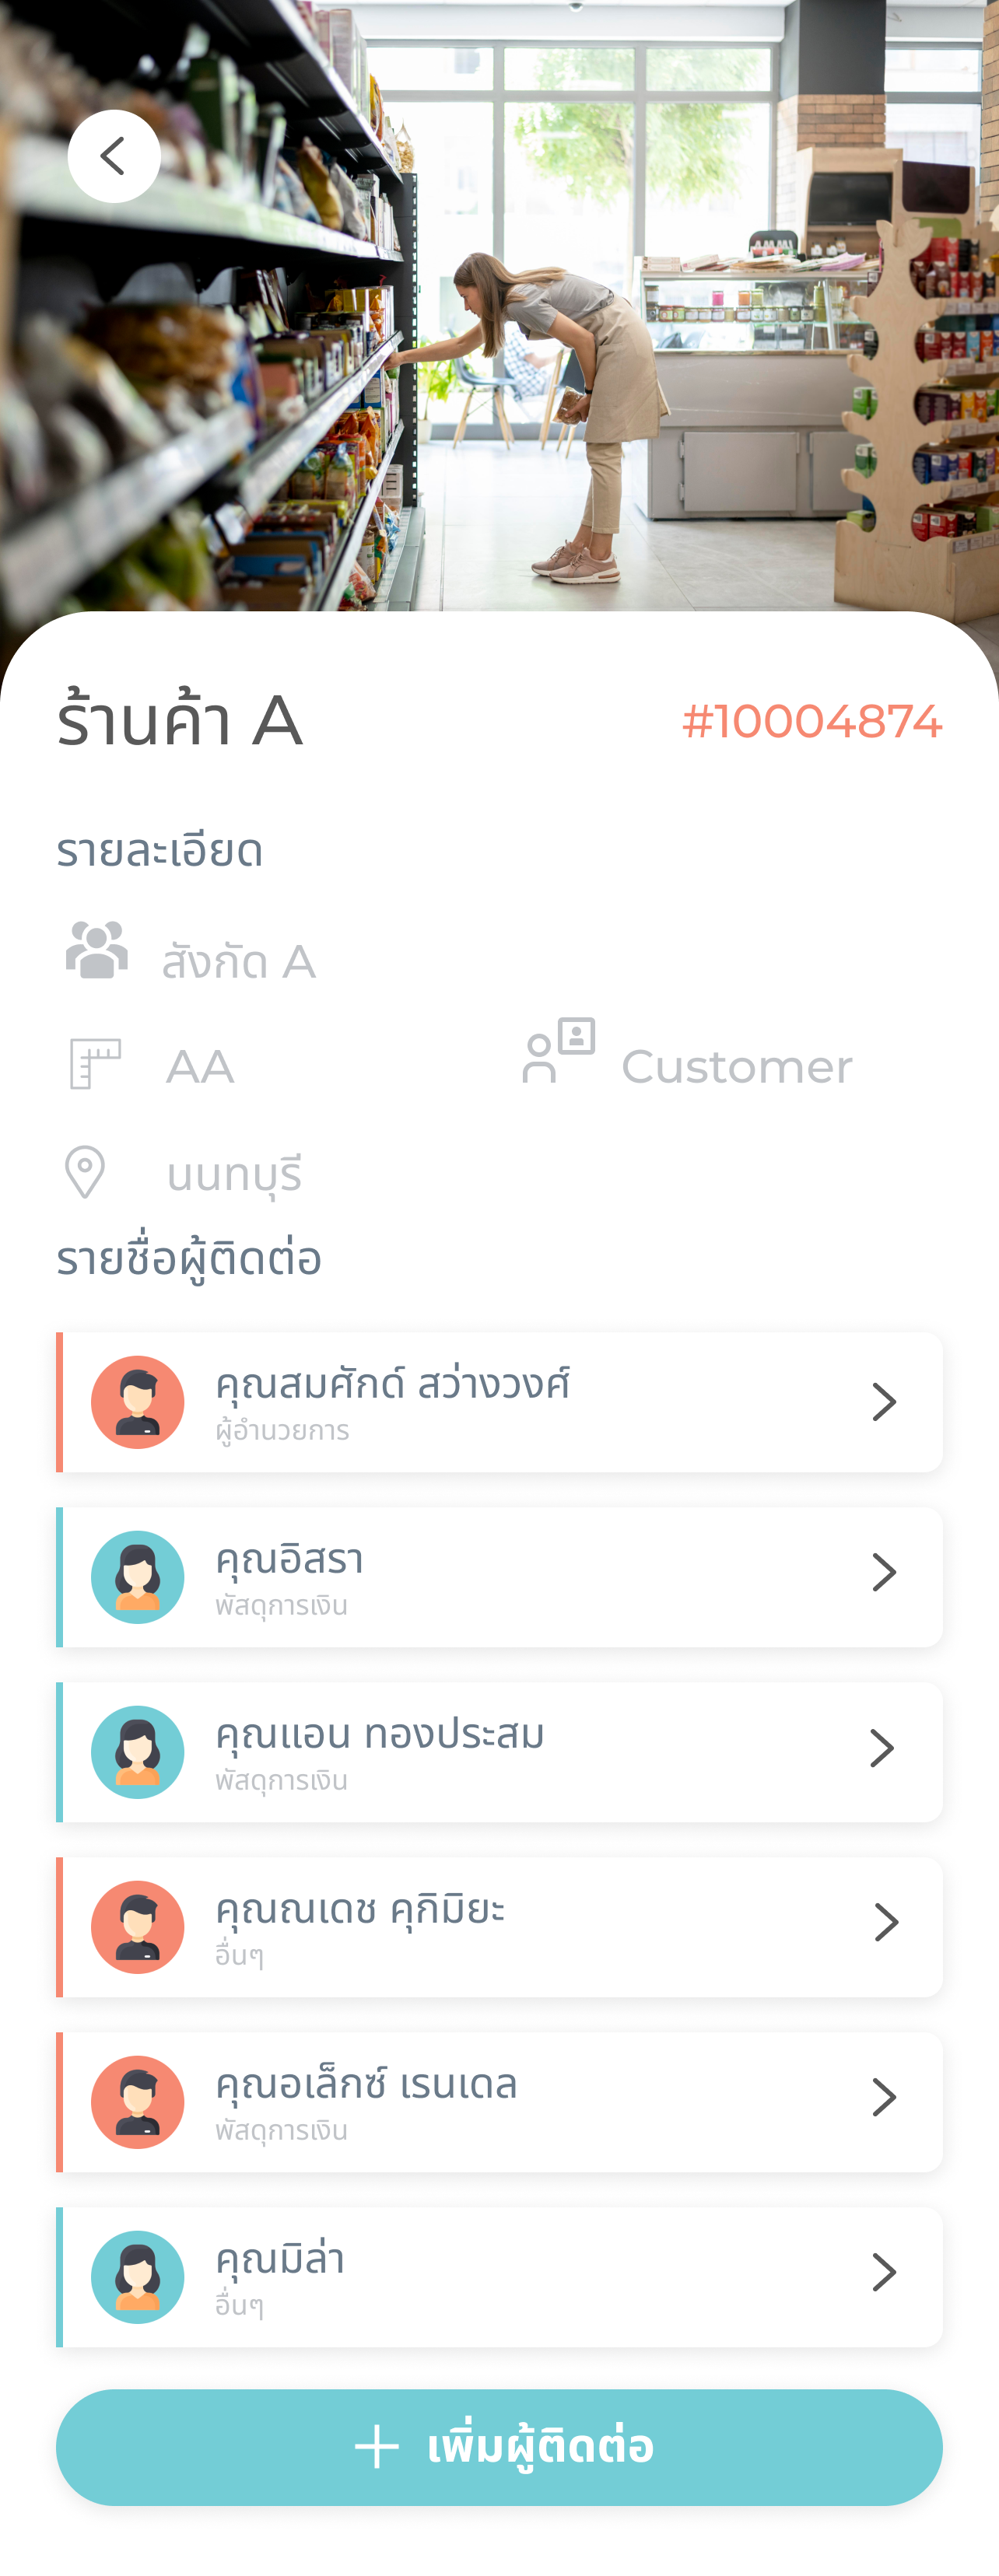 ร้านค้า A
#10004874
รายละเอียด
สังกัด A
AA
Customer
นนทบุรี
รายชื่อผู้ติดต่อ
คุณสมศักด์ สว่างวงศ์
ผู้อำนวยการ
คุณอิสรา
พัสดุการเงิน
คุณแอน ทองประสม
พัสดุการเงิน
คุณณเดช คุกิมิยะ
อื่นๆ
คุณอเล็กซ์ เรนเดล
พัสดุการเงิน
คุณมิล่า
อื่นๆ
เพิ่มผู้ติดต่อ